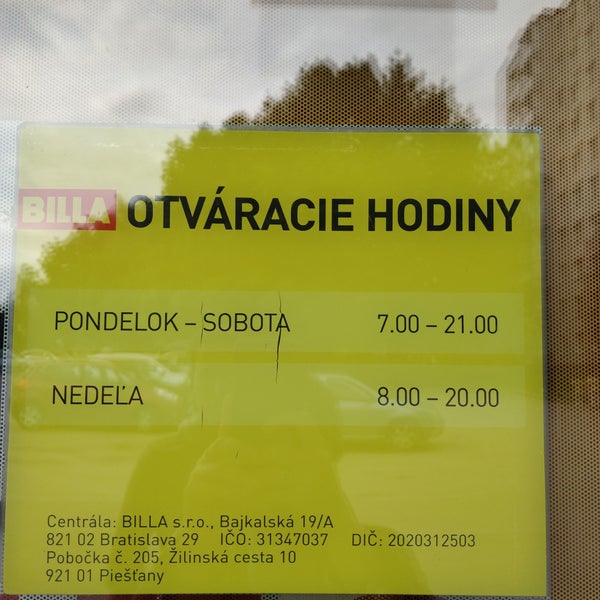 BILLA OTVÁRACIE HODINY
PONDELOK – SOBOTA 7.00 – 21.00
NEDEĽA 8.00 – 20.00
Centrála: BILLA s.r.o., Bajkalská 19/A
821 02 Bratislava 29 IČO: 31347037 DIČ: 2020312503
Pobočka č. 205, Žilinská cesta 10
921 01 Piešťany